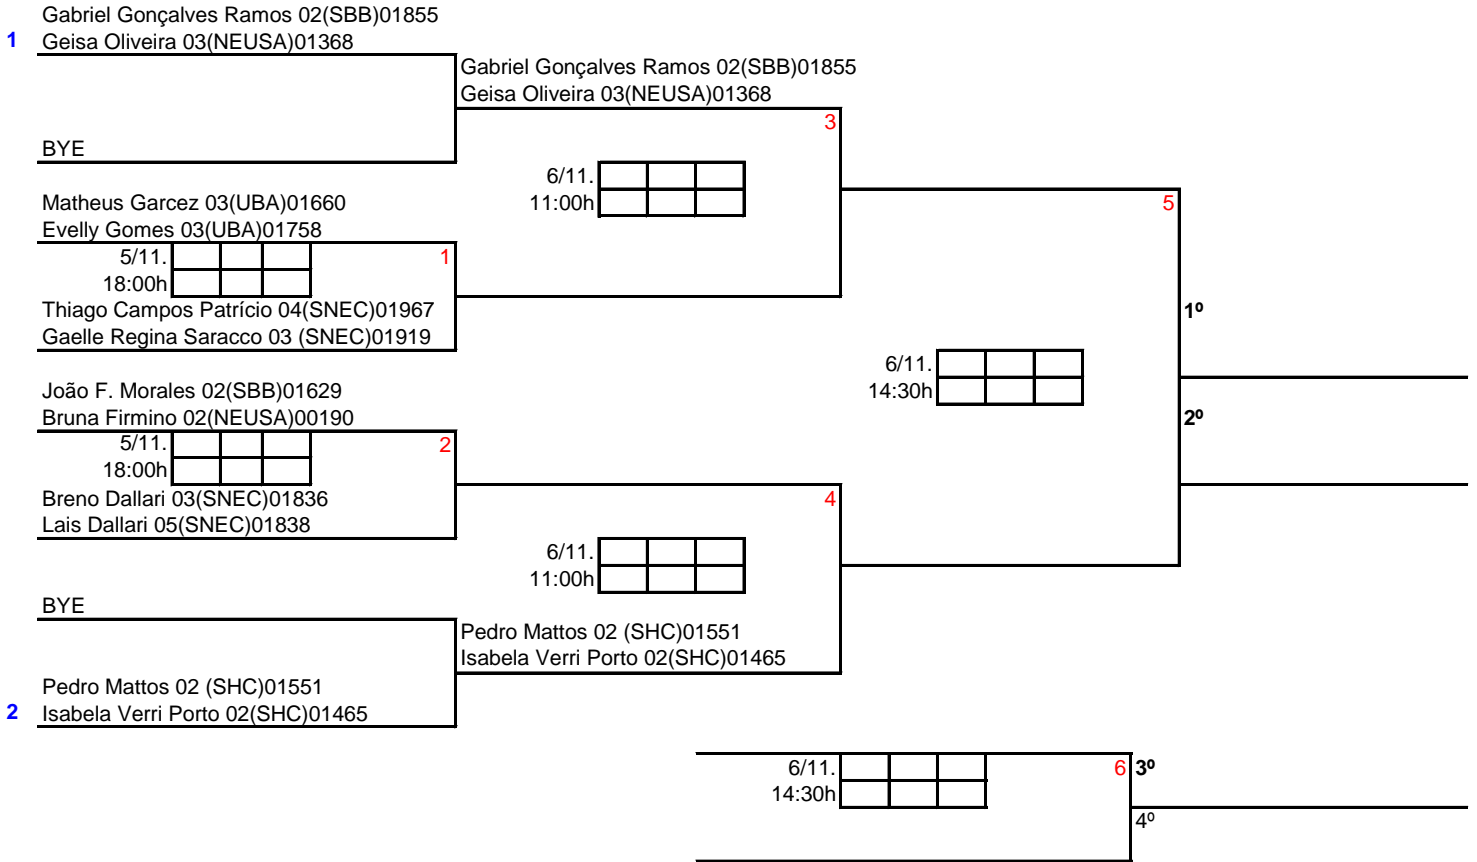 Gabriel Gonçalves Ramos 02(SBB)01855
1 Geisa Oliveira 03(NEUSA)01368
Gabriel Gonçalves Ramos 02(SBB)01855
Geisa Oliveira 03(NEUSA)01368
3
BYE
6/11.
11:00h
Matheus Garcez 03(UBA)01660
Evelly Gomes 03(UBA)01758
5
5/11.
1
18:00h
Thiago Campos Patrício 04(SNEC)01967
Gaelle Regina Saracco 03 (SNEC)01919
1º
6/11.
14:30h
João F. Morales 02(SBB)01629
Bruna Firmino 02(NEUSA)00190
2º
5/11.
2
18:00h
Breno Dallari 03(SNEC)01836
Lais Dallari 05(SNEC)01838
4
6/11.
11:00h
BYE
Pedro Mattos 02 (SHC)01551
Isabela Verri Porto 02(SHC)01465
Pedro Mattos 02 (SHC)01551
2 Isabela Verri Porto 02(SHC)01465
6/11.
6 3º
14:30h
4º